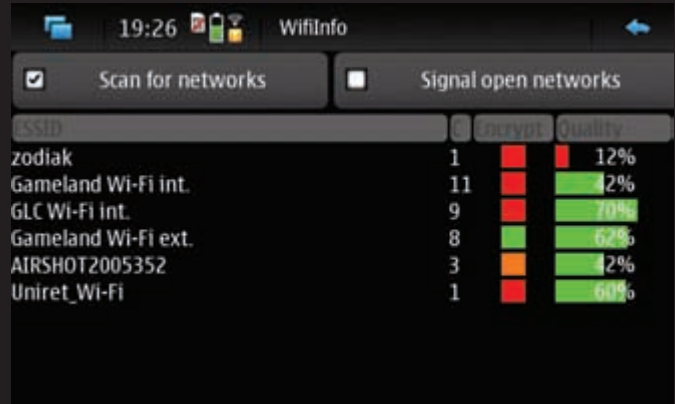 19:26 WifiInfo
Scan for networks Signal open networks
ESSID C Encrypt Quality
zodiak 1 12%
Gameland Wi-Fi int. 11 42%
GLC Wi-Fi int. 9 70%
Gameland Wi-Fi ext. 8 62%
AIRSHOT2005352 3 42%
Uniret_Wi-Fi 1 60%